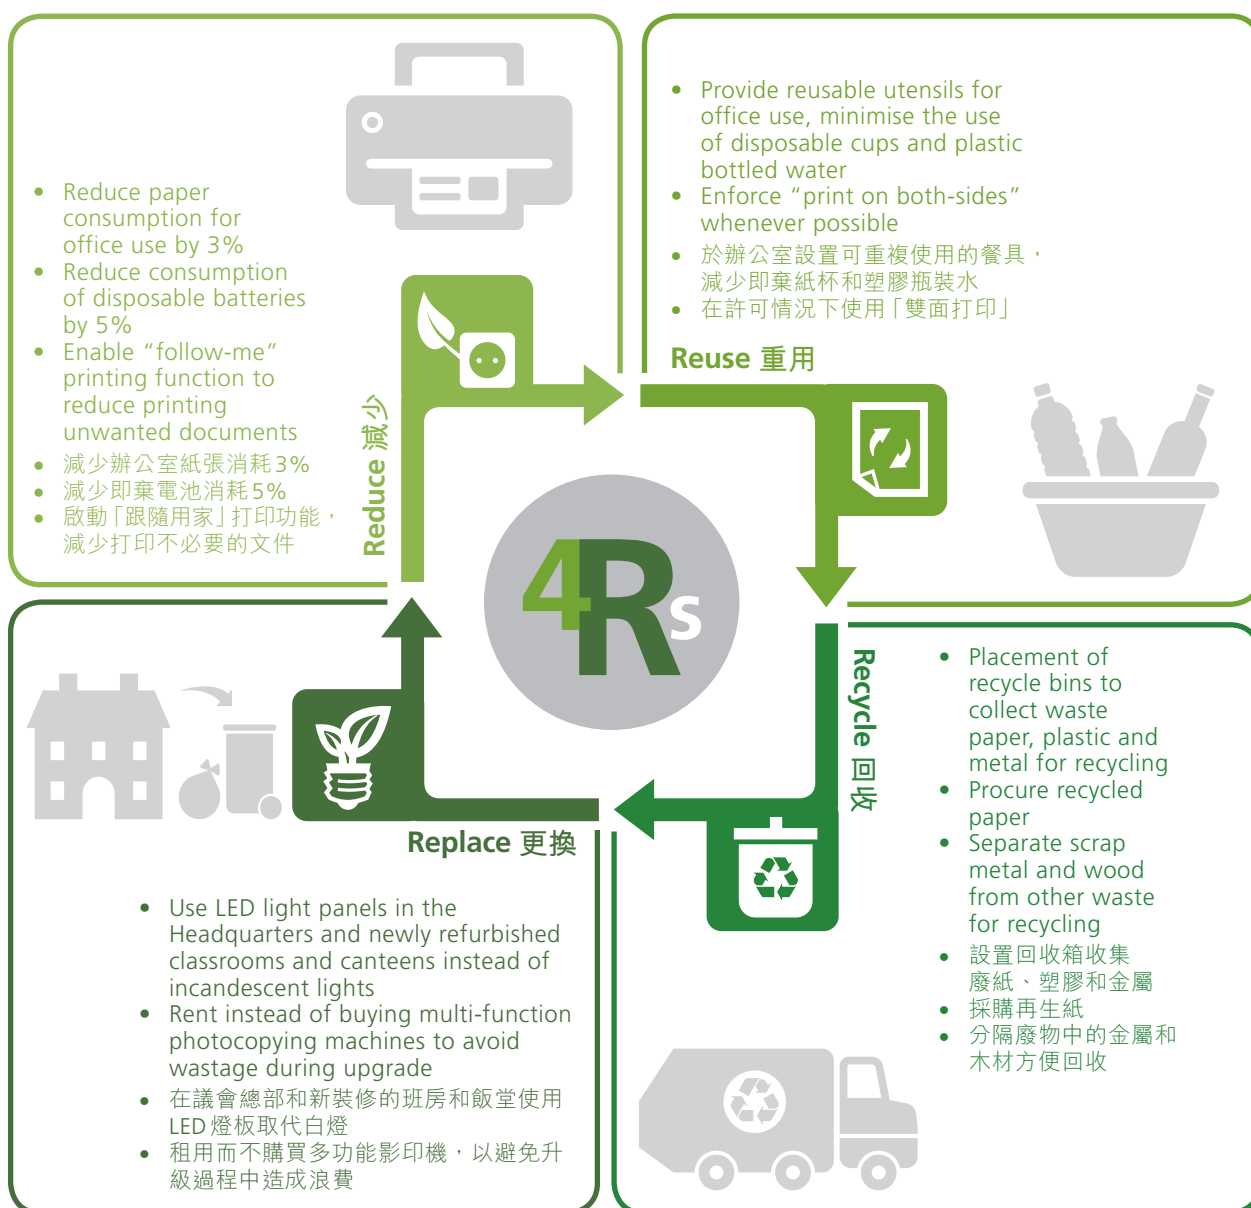 • Reduce paper
consumption for
office use by 3%
• Reduce consumption
of disposable batteries
by 5%
• Enable “follow-me”
printing function to
reduce printing
unwanted documents
• 減少辦公室紙張消耗3%
• 減少即棄電池消耗5%
• 啟動「跟隨用家」打印功能，
減少打印不必要的文件
Reduce 減少
• Provide reusable utensils for
office use, minimise the use
of disposable cups and plastic
bottled water
• Enforce “print on both-sides”
whenever possible
• 於辦公室設置可重複使用的餐具，
減少即棄紙杯和塑膠瓶裝水
• 在許可情況下使用「雙面打印」
Reuse 重用
4Rs
Recycle 回收
• Placement of
recycle bins to
collect waste
paper, plastic and
metal for recycling
• Procure recycled
paper
• Separate scrap
metal and wood
from other waste
for recycling
• 設置回收箱收集
廢紙、塑膠和金屬
• 採購再生紙
• 分隔廢物中的金屬和
木材方便回收
Replace 更換
• Use LED light panels in the
Headquarters and newly refurbished
classrooms and canteens instead of
incandescent lights
• Rent instead of buying multi-function
photocopying machines to avoid
wastage during upgrade
• 在議會總部和新裝修的班房和飯堂使用
LED燈板取代白燈
• 租用而不購買多功能影印機，以避免升
級過程中造成浪費